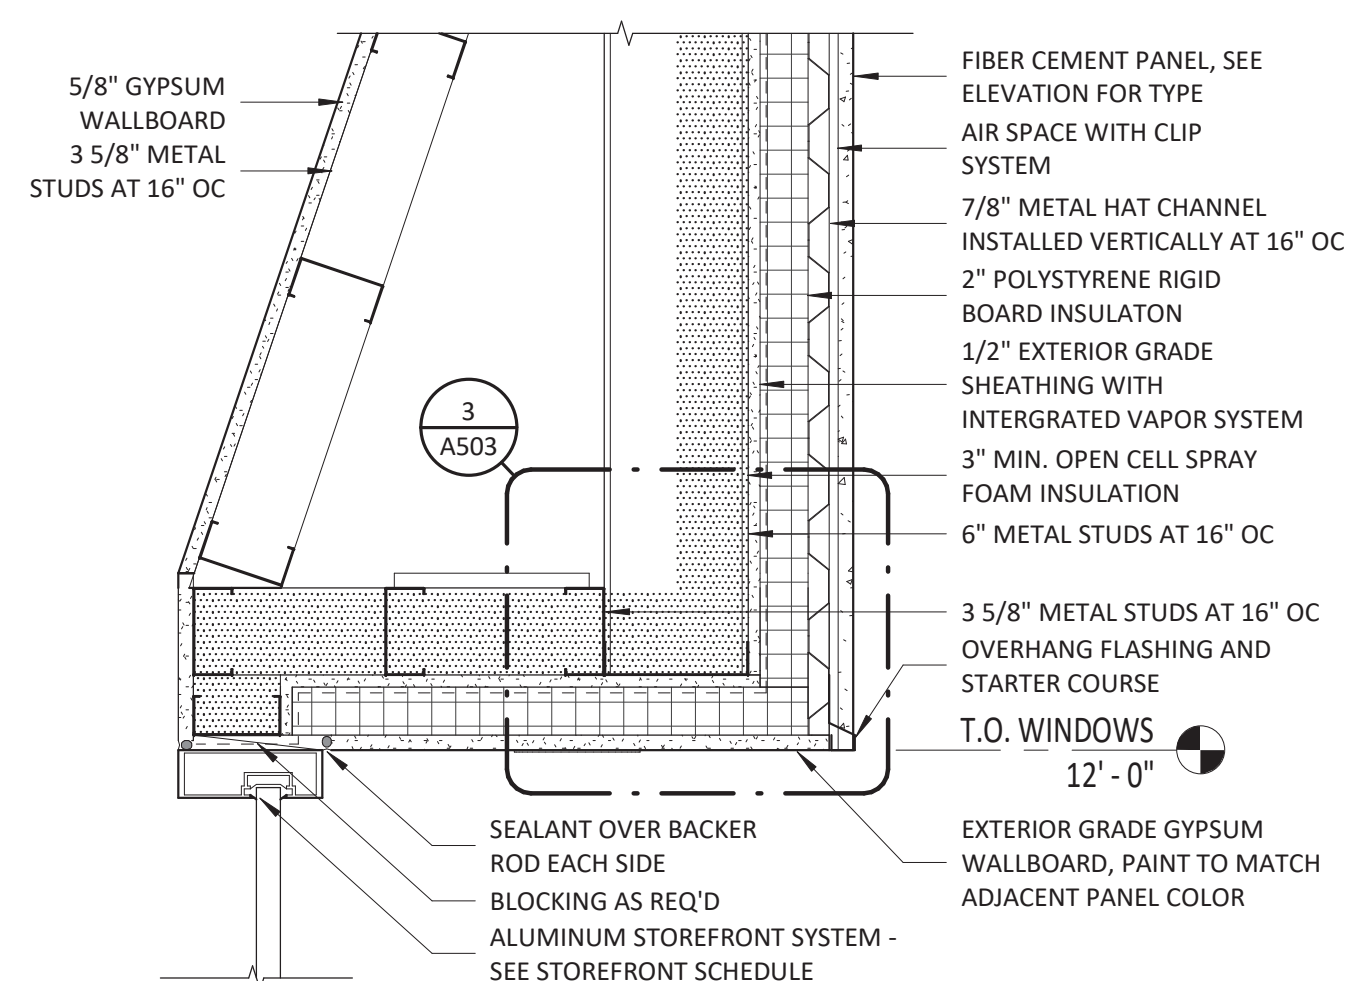 5/8" GYPSUM
WALLBOARD
3 5/8" METAL
STUDS AT 16" OC
3
A503
FIBER CEMENT PANEL, SEE
ELEVATION FOR TYPE
AIR SPACE WITH CLIP
SYSTEM
7/8" METAL HAT CHANNEL
INSTALLED VERTICALLY AT 16" OC
2" POLYSTYRENE RIGID
BOARD INSULATON
1/2" EXTERIOR GRADE
SHEATHING WITH
INTERGRATED VAPOR SYSTEM
3" MIN. OPEN CELL SPRAY
FOAM INSULATION
6" METAL STUDS AT 16" OC
3 5/8" METAL STUDS AT 16" OC
OVERHANG FLASHING AND
STARTER COURSE
T.O. WINDOWS
12' - 0"
EXTERIOR GRADE GYPSUM
WALLBOARD, PAINT TO MATCH
ADJACENT PANEL COLOR
SEALANT OVER BACKER
ROD EACH SIDE
BLOCKING AS REQ'D
ALUMINUM STOREFRONT SYSTEM -
SEE STOREFRONT SCHEDULE